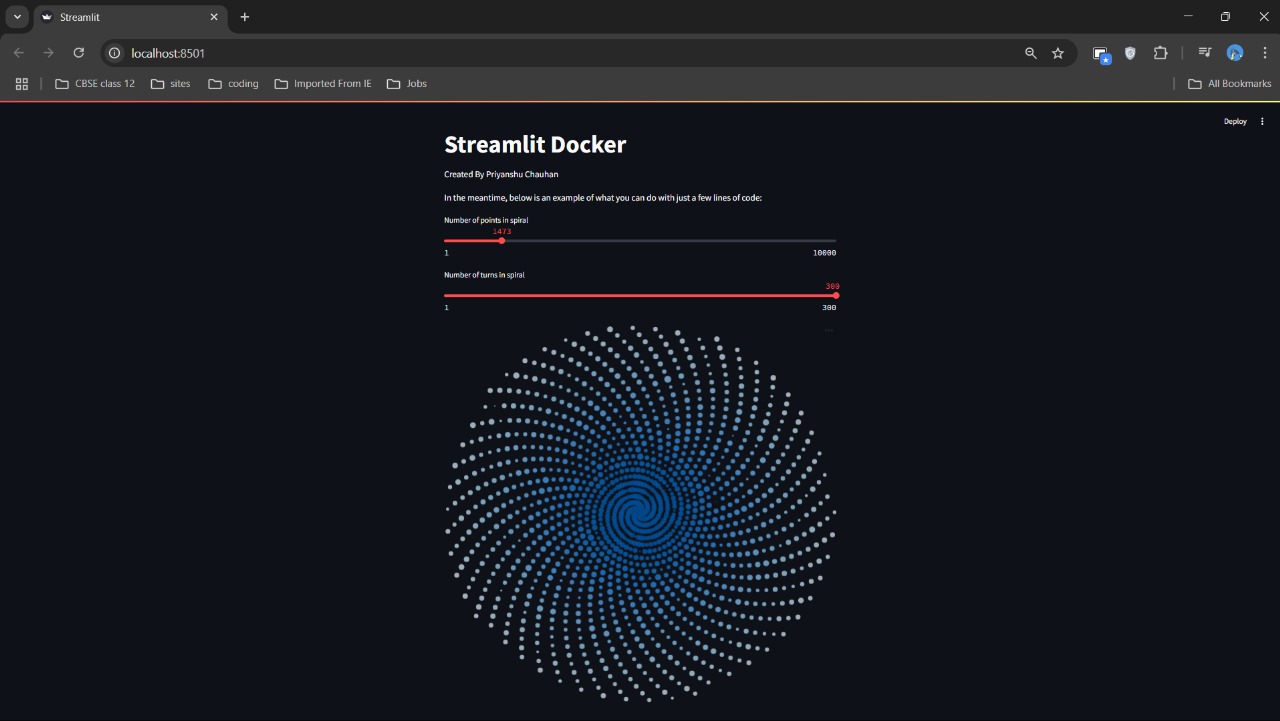 Streamlit
localhost:8501
CBSE class 12
sites
coding
Imported From IE
Jobs
All Bookmarks
Deploy
Streamlit Docker
Created By Priyanshu Chauhan
In the meantime, below is an example of what you can do with just a few lines of code:
Number of points in spiral
1473
1 10000
Number of turns in spiral
300
1 300